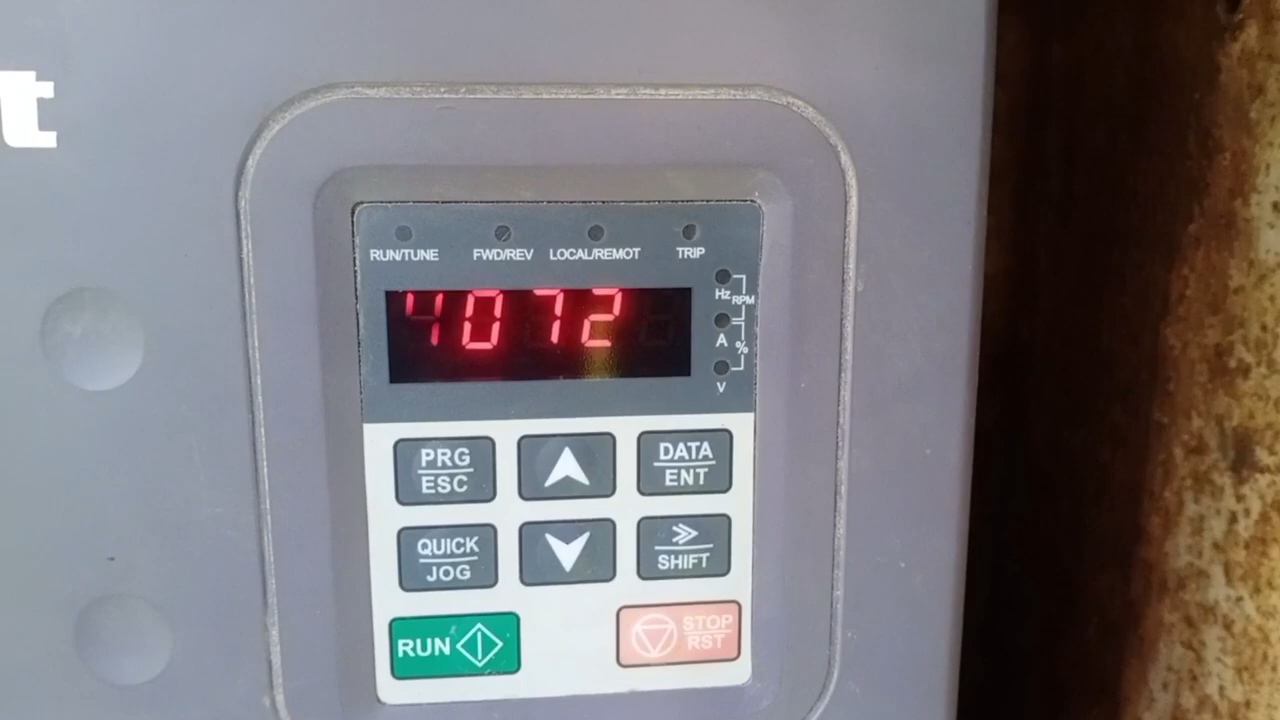 t
RUN/TUNE FWD/REV LOCAL/REMOT TRIP
Hz
RPM
4072
A
%
V
PRG
ESC
DATA
ENT
QUICK
JOG
SHIFT
RUN
STOP
RST